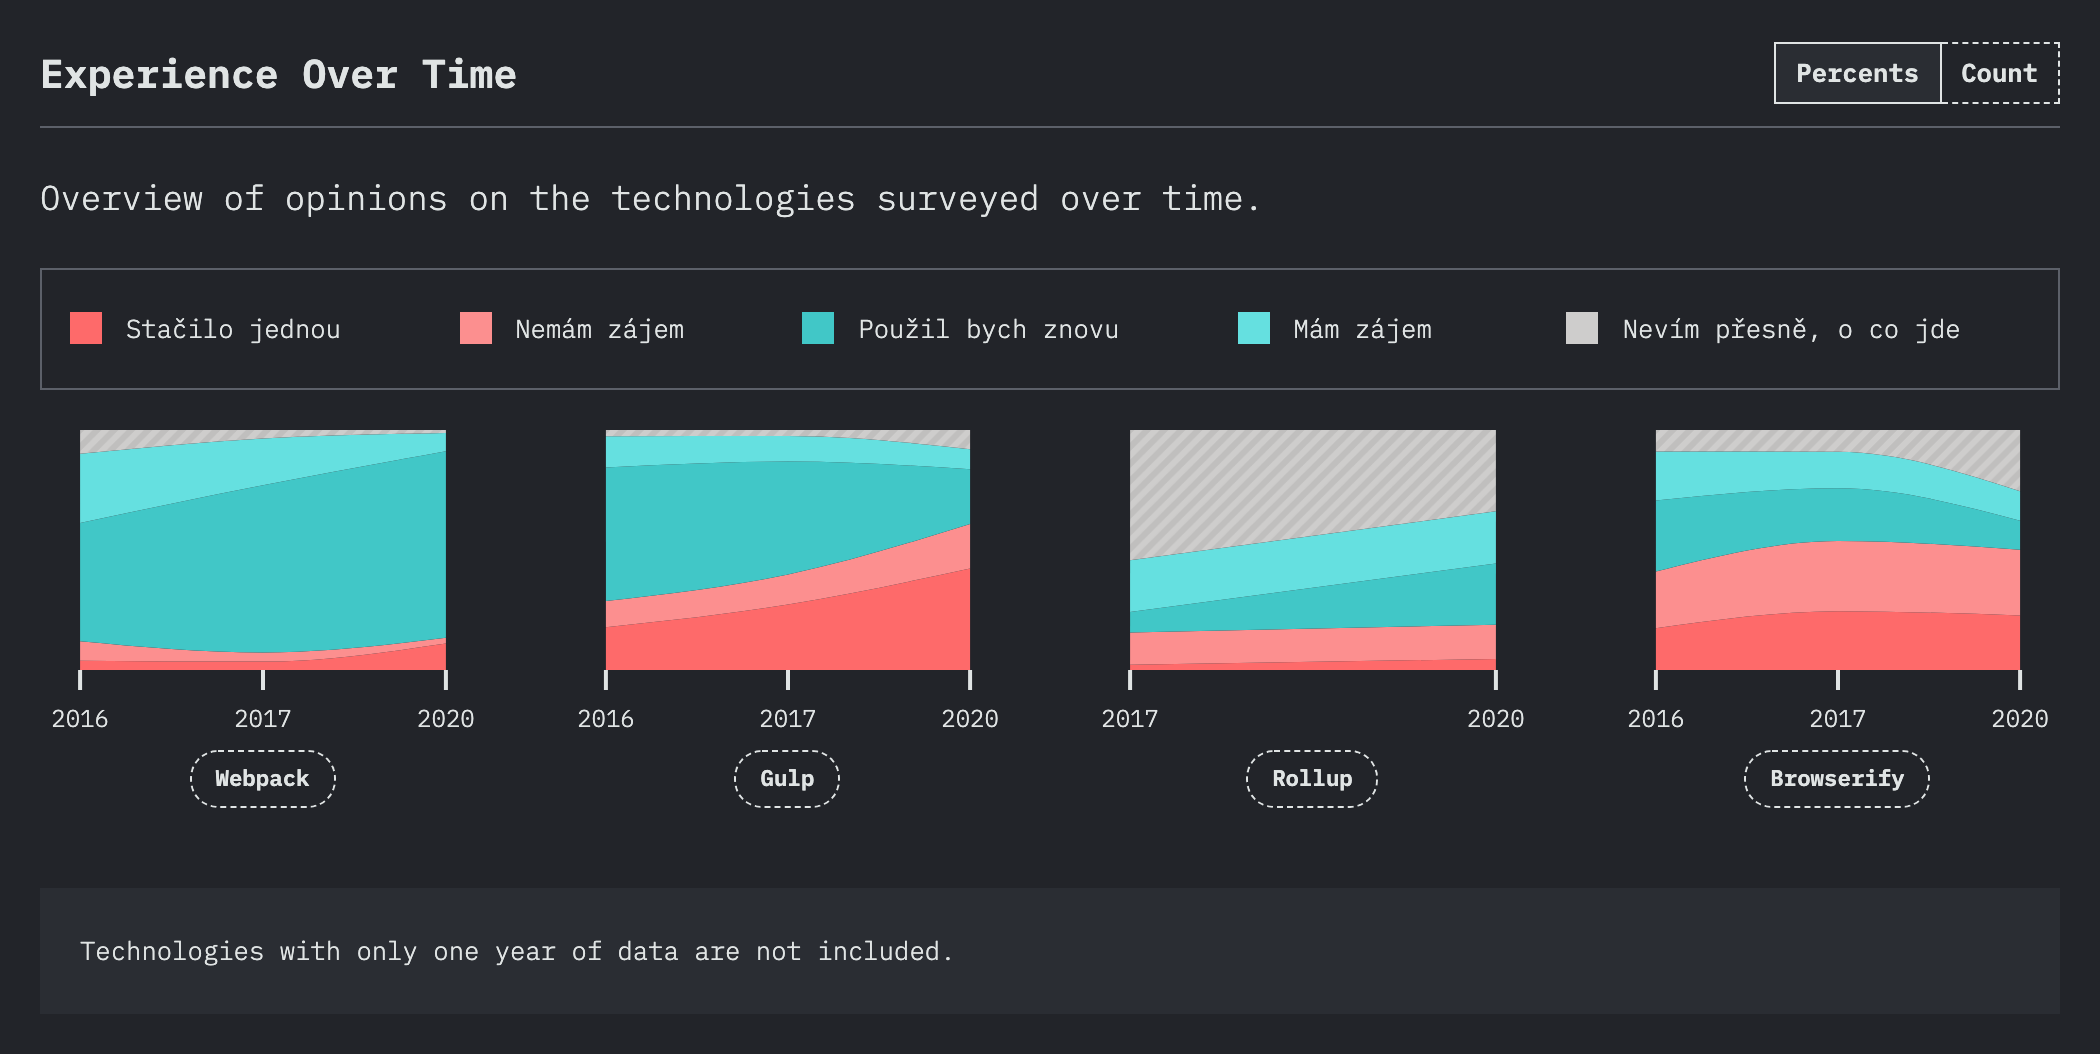 Experience Over Time
Percents Count
Overview of opinions on the technologies surveyed over time.
Stačilo jednou Nemám zájem Použil bych znovu Mám zájem Nevím přesně, o co jde
2016 2017 2020 2016 2017 2020 2017 2020 2016 2017 2020
Webpack Gulp Rollup Browserify
Technologies with only one year of data are not included.